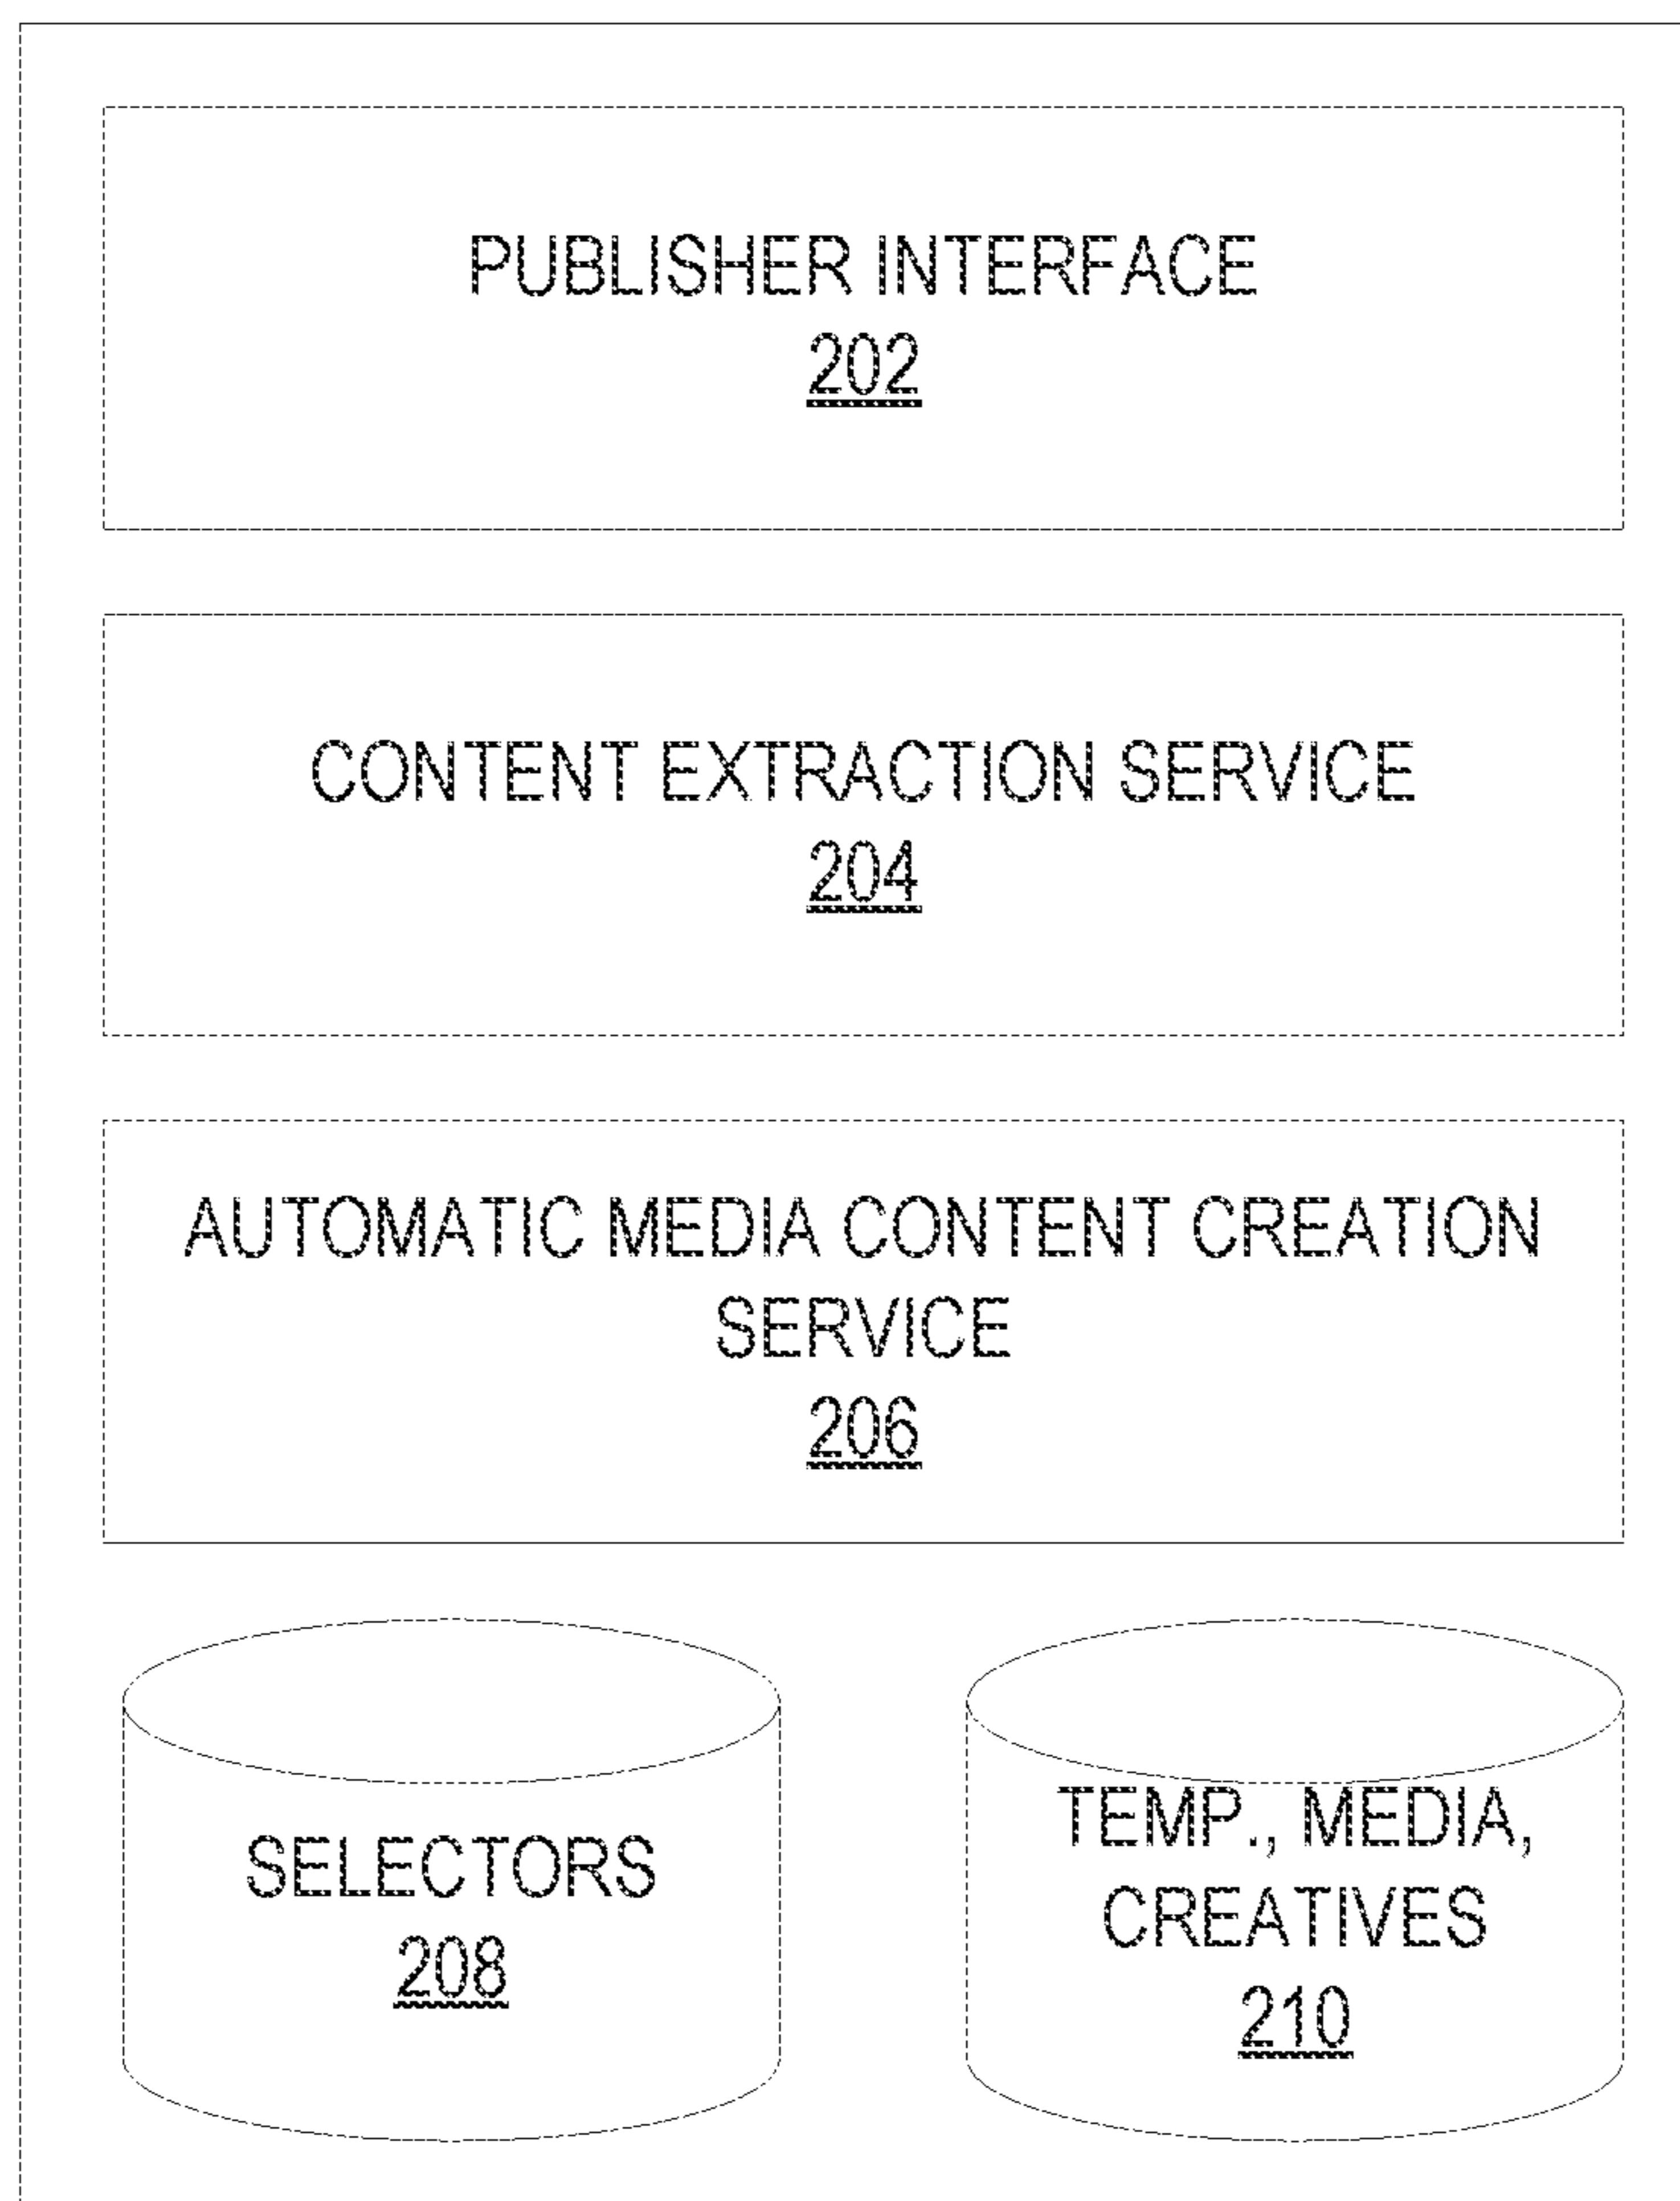 PUBLISHER INTERFACE
202
CONTENT EXTRACTION SERVICE
204
AUTOMATIC MEDIA CONTENT CREATION
SERVICE
206
SELECTORS
208
TEMP., MEDIA,
CREATIVES
210